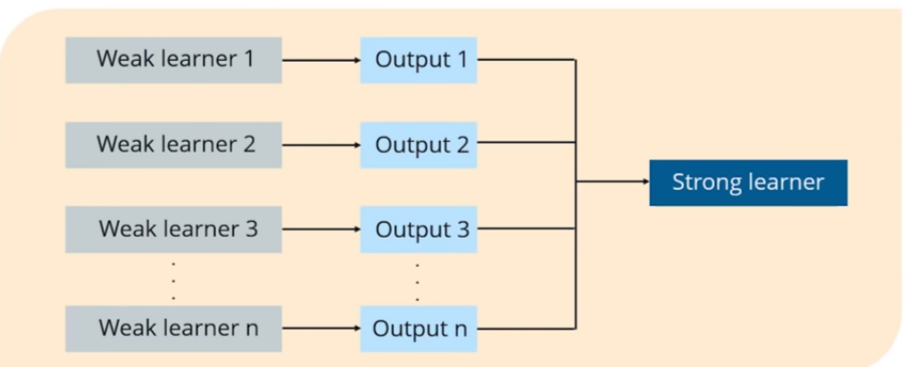 Weak learner 1
Output 1
Weak learner 2
Output 2
Strong learner
Weak learner 3
Output 3
Weak learner n
Output n